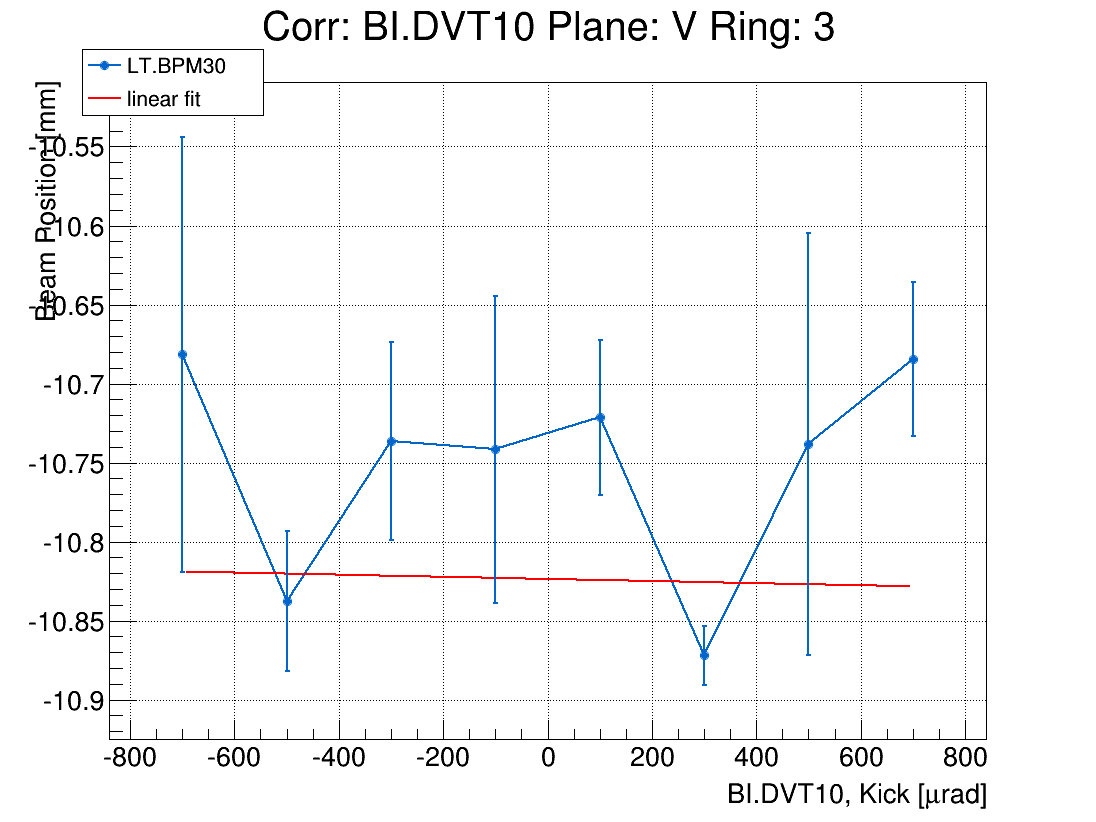 Corr: BI.DVT10 Plane: V Ring: 3
LT.BPM30
linear fit
Beam Position [mm]
-10.55
-10.6
-10.65
-10.7
-10.75
-10.8
-10.85
-10.9
-800 -600 -400 -200 0 200 400 600 800
BI.DVT10, Kick [μrad]